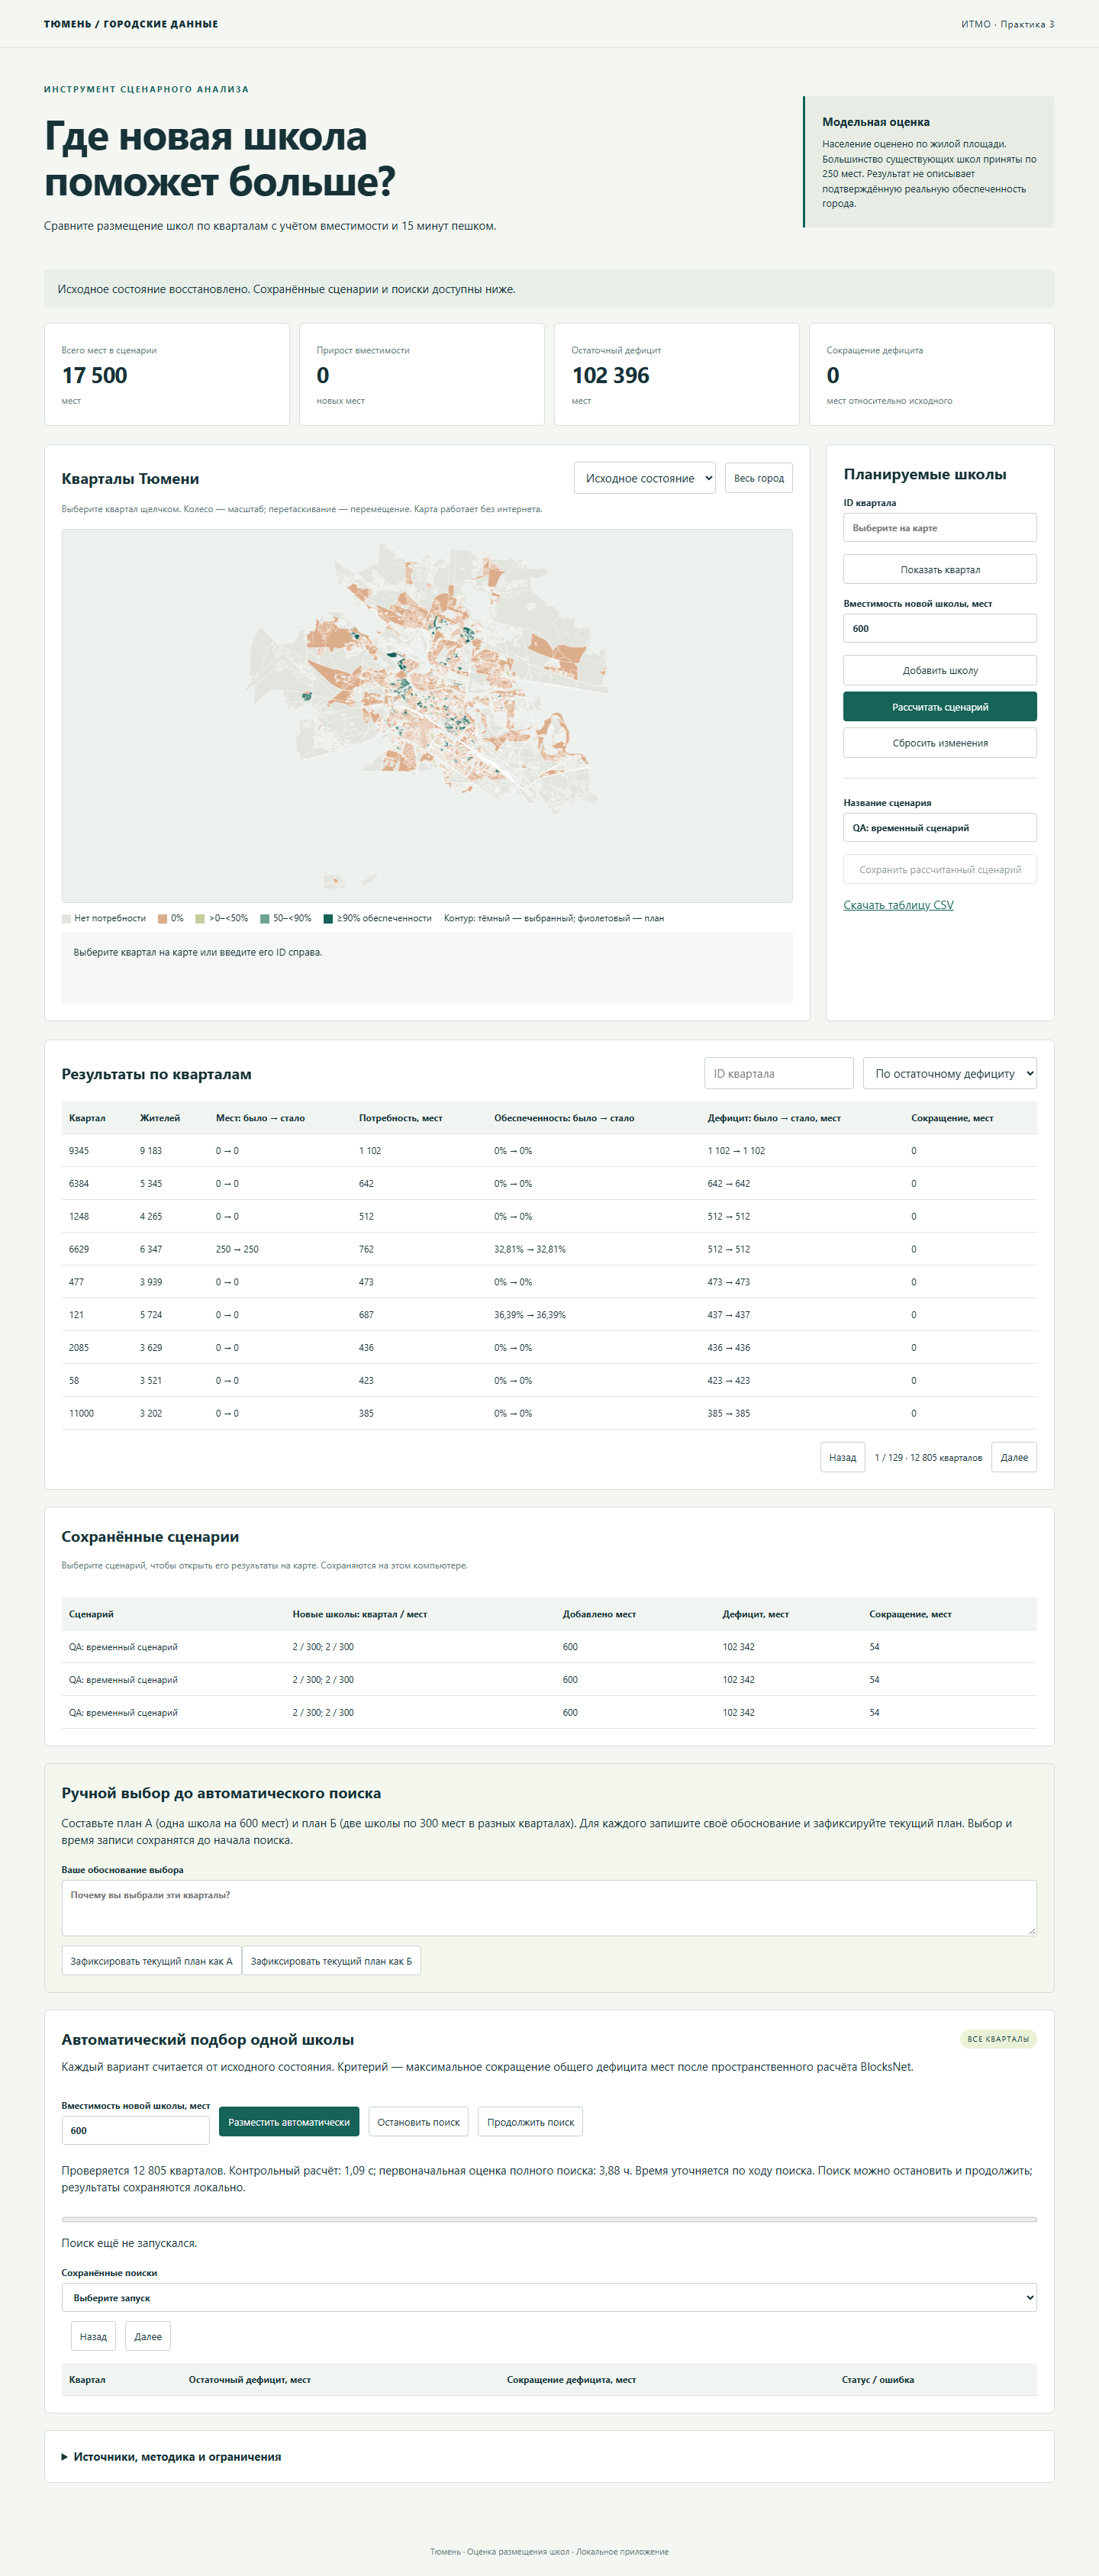 ТЮМЕНЬ / ГОРОДСКИЕ ДАННЫЕ
ИТМО · Практика 3
ИНСТРУМЕНТ СЦЕНАРНОГО АНАЛИЗА
Где новая школа
поможет больше?
Сравните размещение школ по кварталам с учётом вместимости и 15 минут пешком.
Модельная оценка
Население оценено по жилой площади.
Большинство существующих школ приняты по
250 мест. Результат не описывает
подтверждённую реальную обеспеченность
города.
Исходное состояние восстановлено. Сохранённые сценарии и поиски доступны ниже.
Всего мест в сценарии
17 500
мест
Прирост вместимости
0
новых мест
Остаточный дефицит
102 396
мест
Сокращение дефицита
0
мест относительно исходного
Кварталы Тюмени
Исходное состояние
Весь город
Выберите квартал щелчком. Колесо — масштаб; перетаскивание — перемещение. Карта работает без интернета.
Нет потребности 0% >0–<50% 50–<90% ≥90% обеспеченности Контур: тёмный — выбранный; фиолетовый — план
Выберите квартал на карте или введите его ID справа.
Планируемые школы
ID квартала
Выберите на карте
Показать квартал
Вместимость новой школы, мест
600
Добавить школу
Рассчитать сценарий
Сбросить изменения
Название сценария
QA: временный сценарий
Сохранить рассчитанный сценарий
Скачать таблицу CSV
Результаты по кварталам
ID квартала
По остаточному дефициту
Квартал Жителей Мест: было → стало Потребность, мест Обеспеченность: было → стало Дефицит: было → стало, мест Сокращение, мест
9345 9 183 0 → 0 1 102 0% → 0% 1 102 → 1 102 0
6384 5 345 0 → 0 642 0% → 0% 642 → 642 0
1248 4 265 0 → 0 512 0% → 0% 512 → 512 0
6629 6 347 250 → 250 762 32,81% → 32,81% 512 → 512 0
477 3 939 0 → 0 473 0% → 0% 473 → 473 0
121 5 724 0 → 0 687 36,39% → 36,39% 437 → 437 0
2085 3 629 0 → 0 436 0% → 0% 436 → 436 0
58 3 521 0 → 0 423 0% → 0% 423 → 423 0
11000 3 202 0 → 0 385 0% → 0% 385 → 385 0
Назад 1 / 129 · 12 805 кварталов Далее
Сохранённые сценарии
Выберите сценарий, чтобы открыть его результаты на карте. Сохраняются на этом компьютере.
Сценарий Новые школы: квартал / мест Добавлено мест Дефицит, мест Сокращение, мест
QA: временный сценарий 2 / 300; 2 / 300 600 102 342 54
QA: временный сценарий 2 / 300; 2 / 300 600 102 342 54
QA: временный сценарий 2 / 300; 2 / 300 600 102 342 54
Ручной выбор до автоматического поиска
Составьте план А (одна школа на 600 мест) и план Б (две школы по 300 мест в разных кварталах). Для каждого запишите своё обоснование и зафиксируйте текущий план. Выбор и
время записи сохранятся до начала поиска.
Ваше обоснование выбора
Почему вы выбрали эти кварталы?
Зафиксировать текущий план как А Зафиксировать текущий план как Б
Автоматический подбор одной школы
ВСЕ КВАРТАЛЫ
Каждый вариант считается от исходного состояния. Критерий — максимальное сокращение общего дефицита мест после пространственного расчёта BlocksNet.
Вместимость новой школы, мест
600
Разместить автоматически Остановить поиск Продолжить поиск
Проверяется 12 805 кварталов. Контрольный расчёт: 1,09 с; первоначальная оценка полного поиска: 3,88 ч. Время уточняется по ходу поиска. Поиск можно остановить и продолжить;
результаты сохраняются локально.
Поиск ещё не запускался.
Сохранённые поиски
Выберите запуск
Назад Далее
Квартал Остаточный дефицит, мест Сокращение дефицита, мест Статус / ошибка
Источники, методика и ограничения
Тюмень · Оценка размещения школ · Локальное приложение